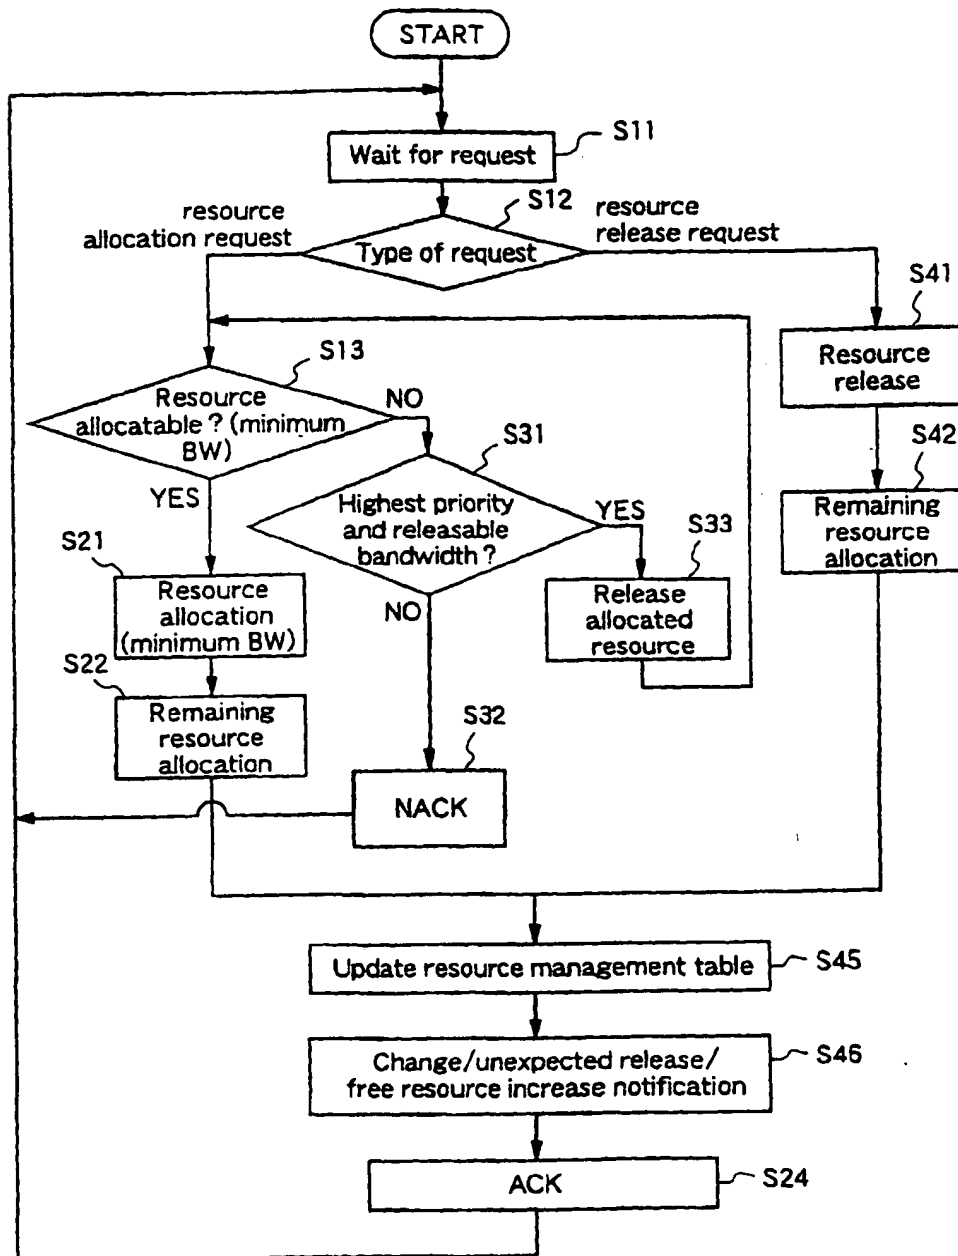 START
S11
Wait for request
S12
resource
allocation request
resource
release request
Type of request
S41
Resource
release
S13
Resource
allocatable? (minimum
BW)
NO
YES
S31
Highest priority
and releasable
bandwidth?
YES
NO
S42
Remaining
resource
allocation
S33
Release
allocated
resource
S21
Resource
allocation
(minimum BW)
S22
Remaining
resource
allocation
S32
NACK
Update resource management table
S45
Change/unexpected release/
free resource increase notification
S46
ACK
S24